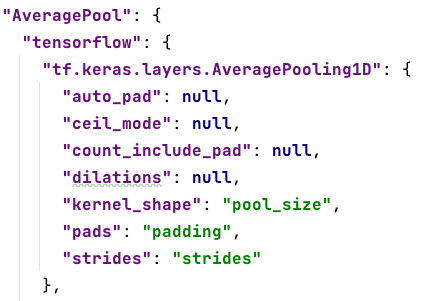 "AveragePool": {
"tensorflow": {
"tf.keras.layers.AveragePooling1D": {
"auto_pad": null,
"ceil_mode": null,
"count_include_pad": null,
"dilations": null,
"kernel_shape": "pool_size",
"pads": "padding",
"strides": "strides"
},